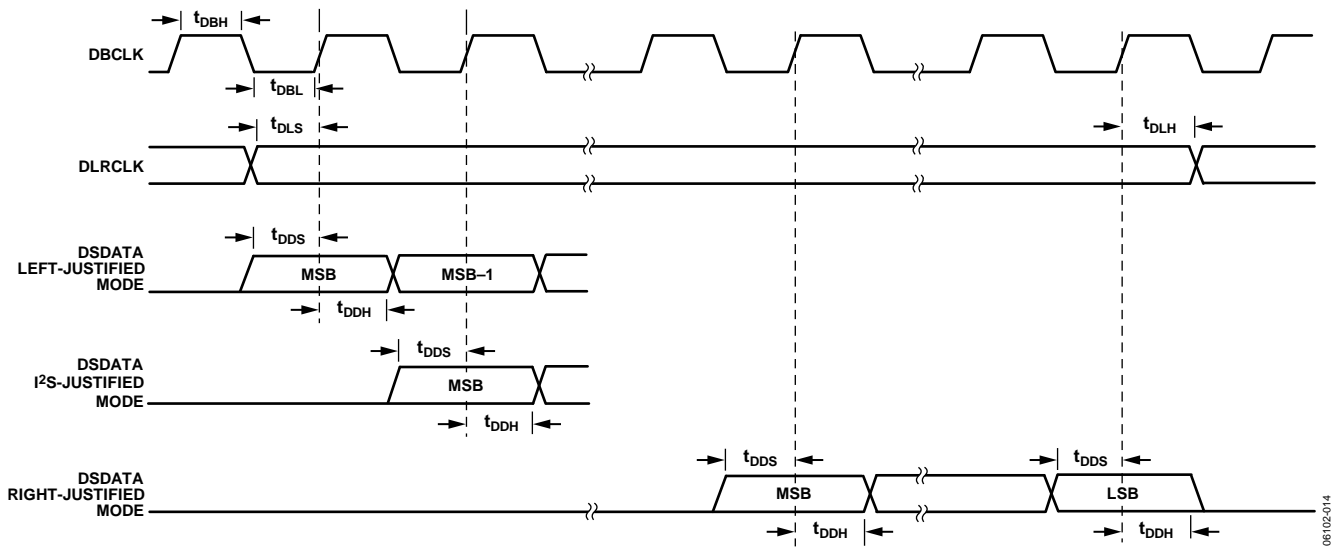 tDBH
DBCLK
tDBL
tDLS
tDLH
DLRCLK
DSDATA
LEFT-JUSTIFIED
MODE
tDDS
MSB
MSB–1
tDDH
DSDATA
I2S-JUSTIFIED
MODE
tDDS
MSB
tDDH
DSDATA
RIGHT-JUSTIFIED
MODE
tDDS
MSB
tDDH
tDDS
LSB
tDDH
06102-014